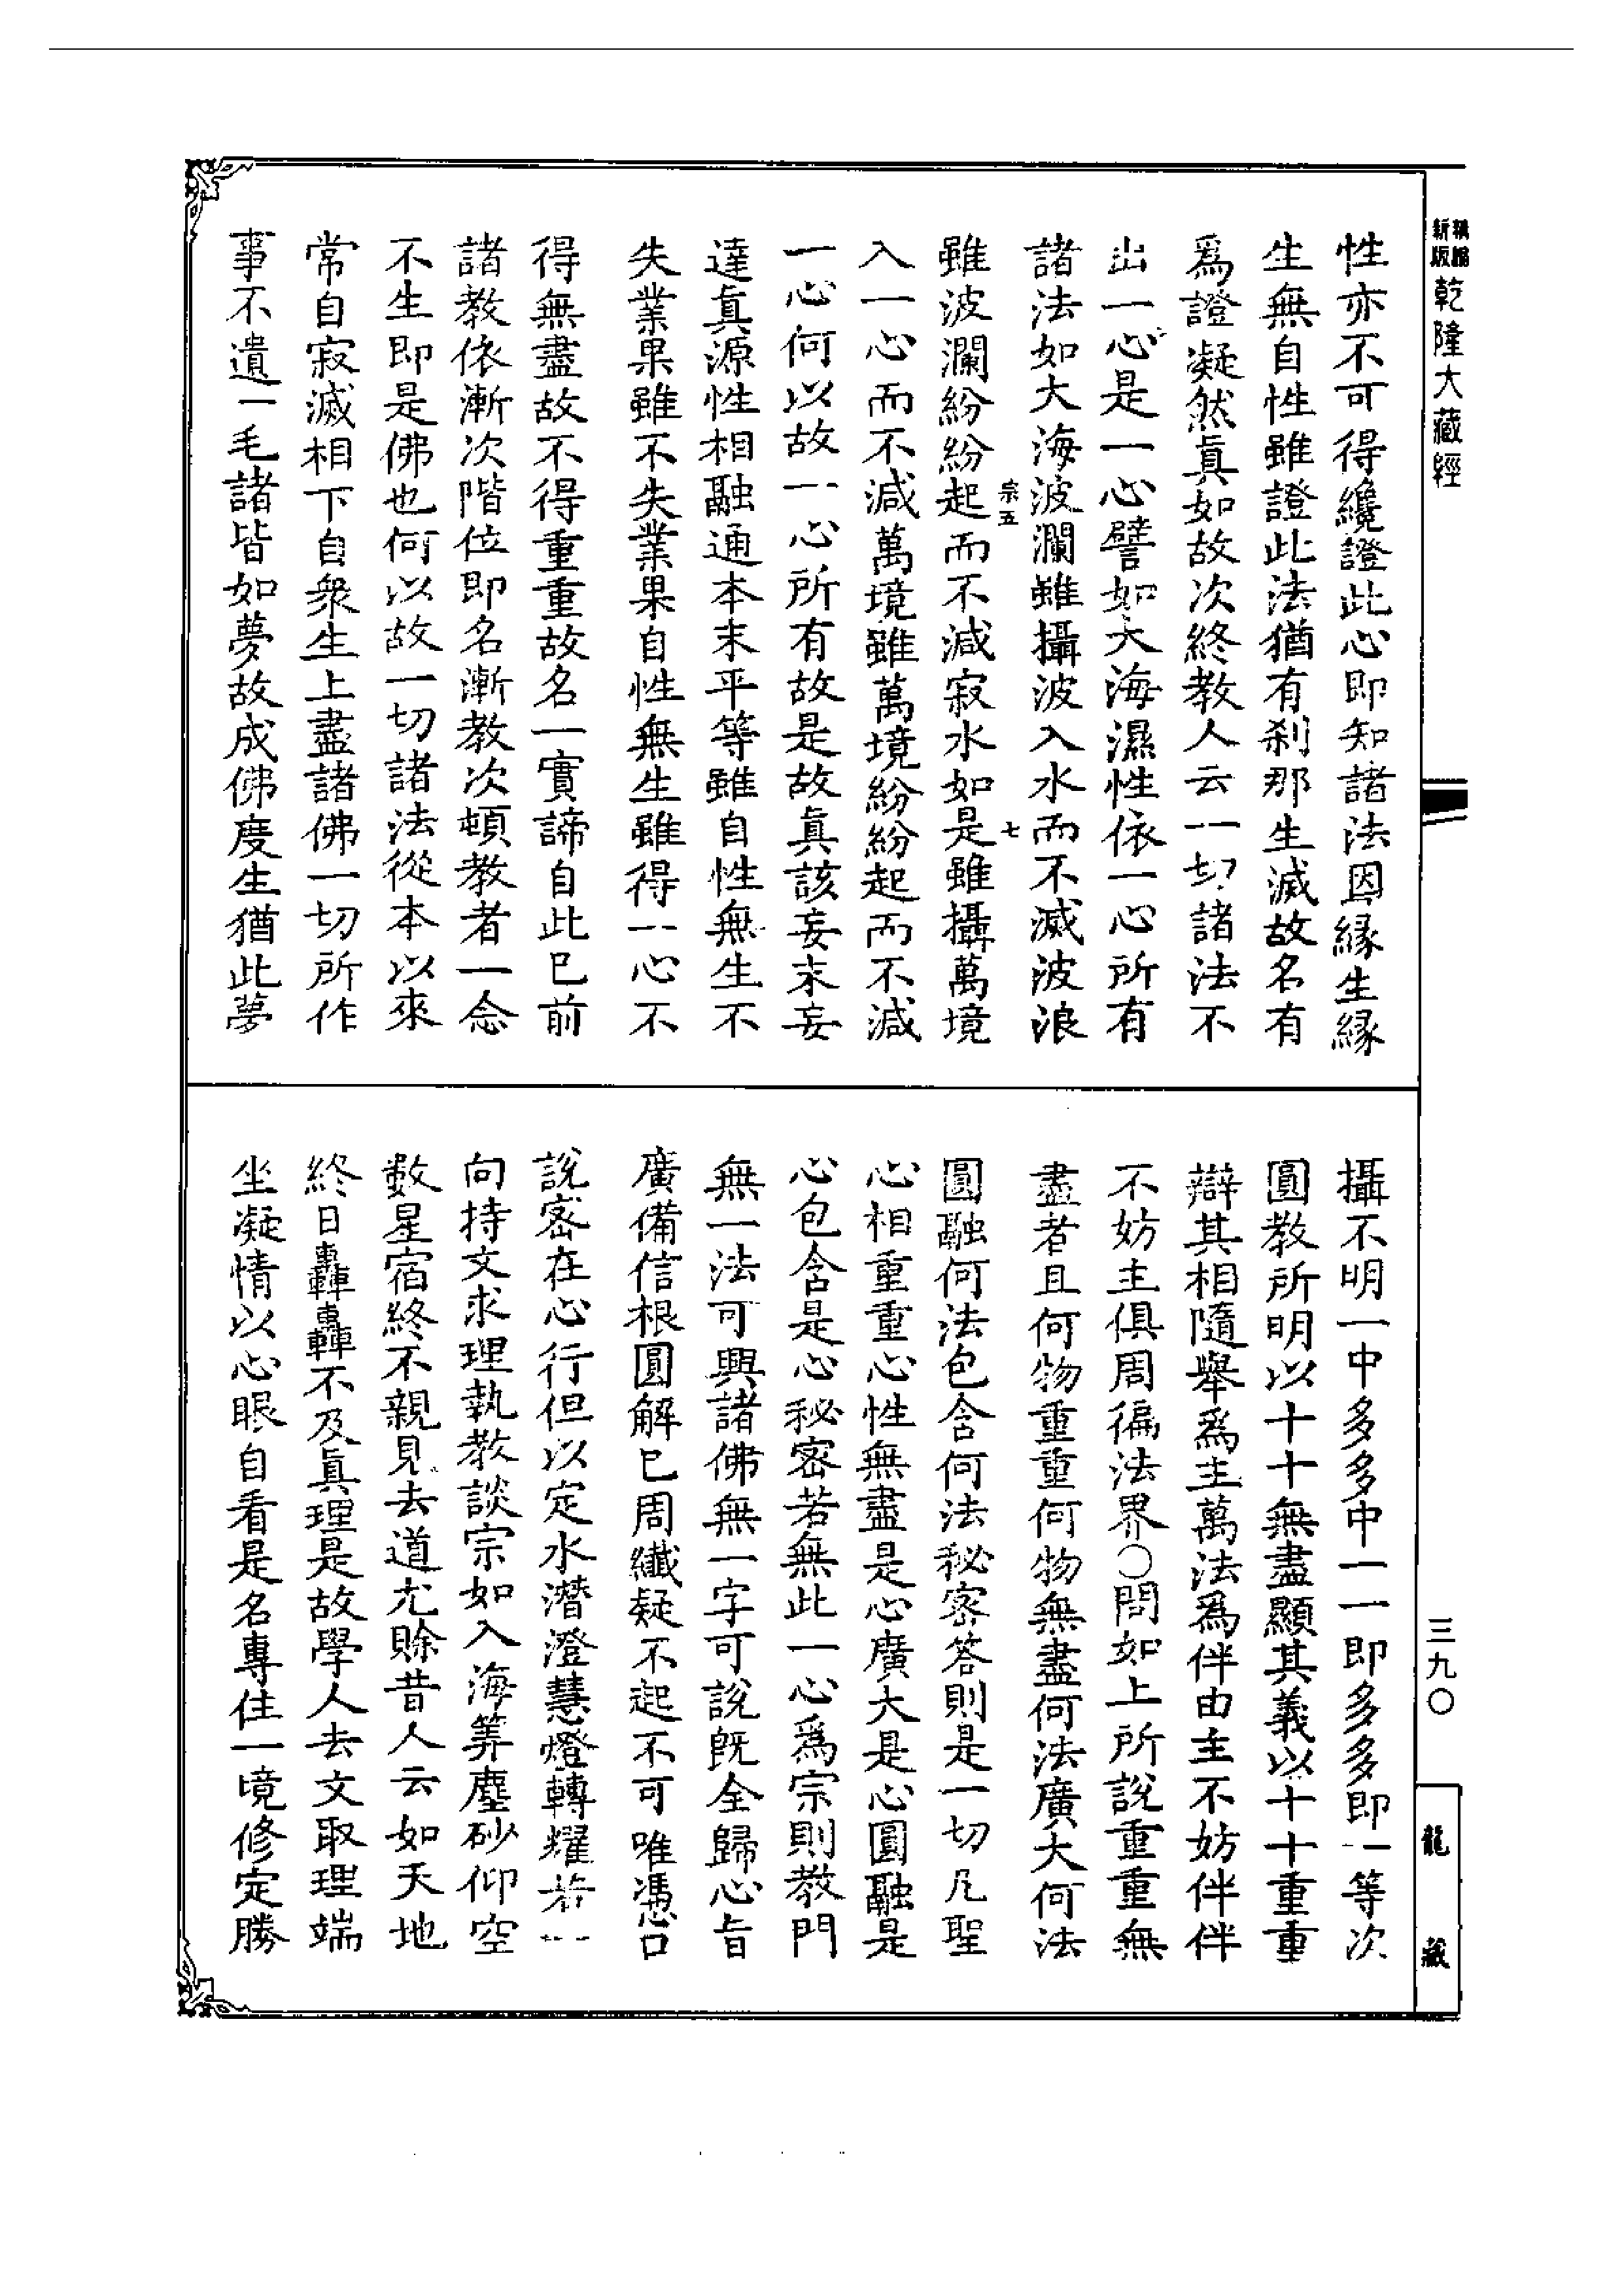 新編
新版
乾隆大藏經
性亦不可得纔證此心即知諸法因緣生緣
生無自性雖證此法猶有刹那生滅故名有
爲證凝然真如故次終教人云一切諸法不
出一心是一心譬如大海濕性依一心所有
諸法如大海波瀾雖攝波入水而不滅波浪
宗五
七
雖波瀾紛紛起而不減寂水如是雖攝萬境
入一心而不減萬境雖萬境紛紛起而不減
一心何以故一心所有故是故真該妄末妄
達真源性相融通本末平等雖自性無生不
失業果雖不失業果自性無生雖得一心不
得無盡故不得重重故名一實諦自此已前
諸教依漸次階位即名漸教次頓教者一念
不生即是佛也何以故一切諸法從本以來
常自寂滅相下自衆生上盡諸佛一切所作
事不遺一毛諸皆如夢故成佛度生猶此夢
攝不明一中多多中一一即多多即一等次
圓教所明以十十無盡顯其義以十十重重
辯其相隨舉爲主萬法爲伴由主不妨伴伴
不妨主俱周徧法界○問如上所說重重無
盡者且何物重重何物無盡何法廣大何法
圓融何法包含何法秘密答則是一切凡聖
心相重重心性無盡是心廣大是心圓融是
心包含是心秘密若無此一心爲宗則教門
無一法可興諸佛無一字可說旣全歸心旨
廣備信根圓解已周纖疑不起不可唯憑口
說密在心行但以定水潛澄慧燈轉耀若一
向持文求理執教談宗如入海筭塵砂仰空
數星宿終不親見去道尤賒昔人云如天地
終日轟轟不及真理是故學人去文取理端
坐凝情以心眼自看是名專住一境修定勝
三九〇
龍
藏